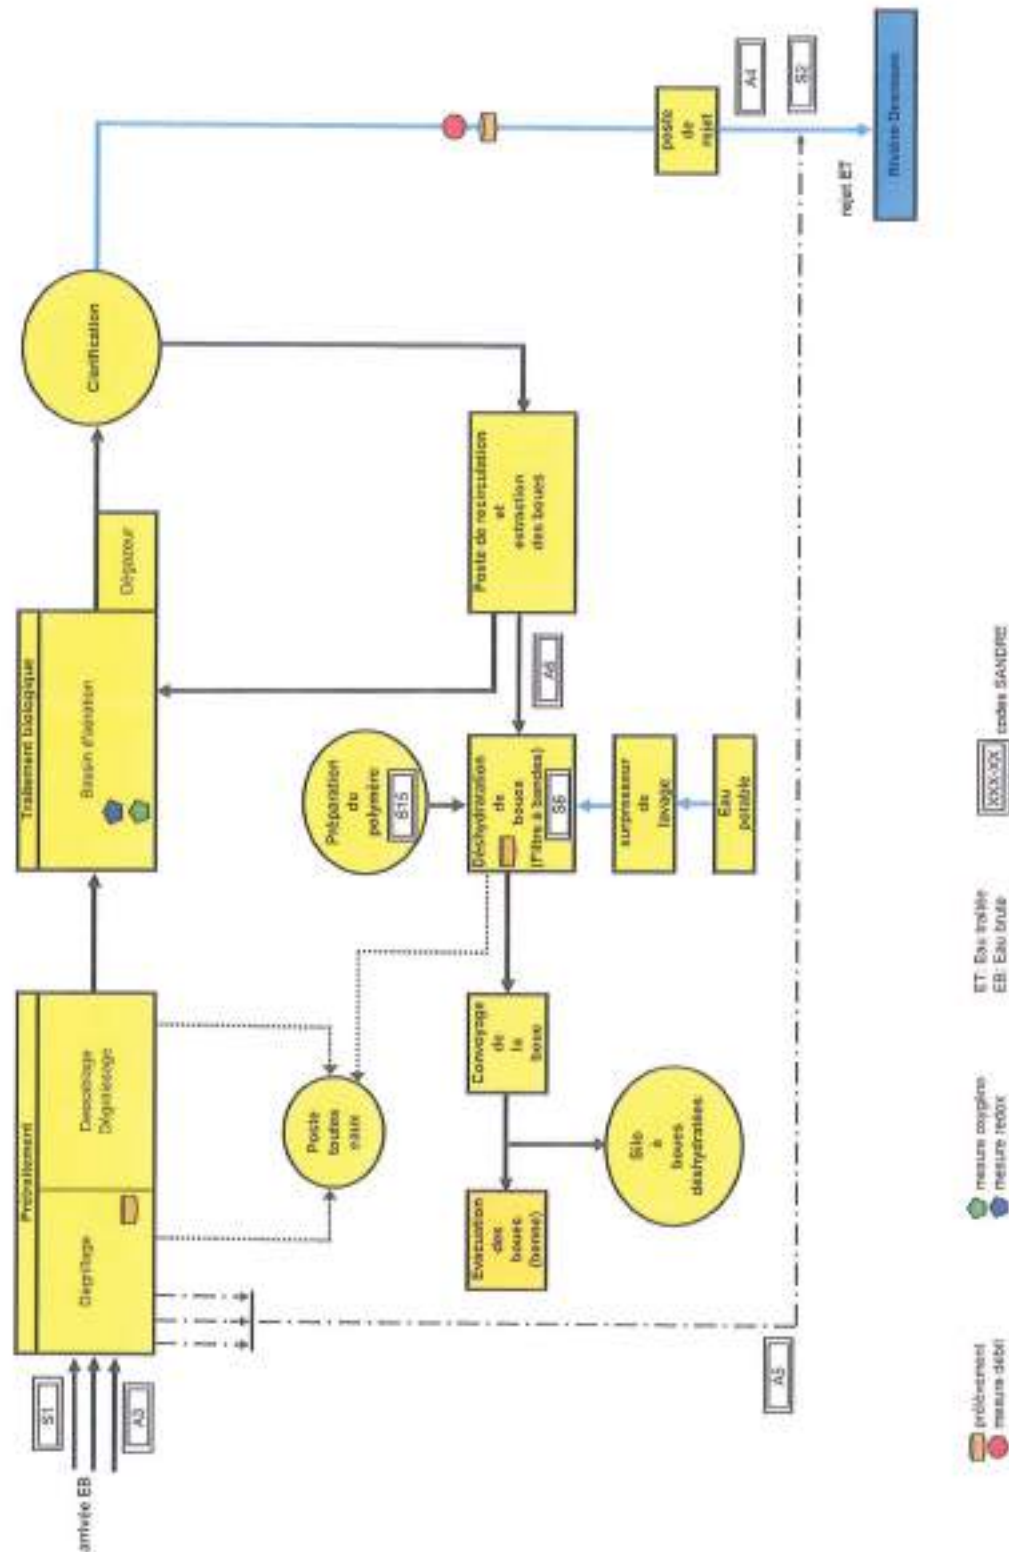 arrivée EB
S1
A3
Prétraitement
Dégrillage
Dessablage
Dégraissage
Traitement biologique
Bassin d'aération
Dégazeur
Clarification
Poste
toutes
eaux
Préparation
du
polymère
S15
Déshydratation
de
boues
(Filtre à bandes)
S6
A6
Poste de recirculation
et
extraction
des boues
Convoyage
de
la
boue
Evacuation
des
boues
(benne)
Silo
à
boues
déshydratées
surpresseur
de
lavage
Eau
potable
poste
de
rejet
A4
S2
rejet ET
Rivière
A5
prélèvement
mesure débit
mesure oxygène
mesure redox
ET: Eau traitée
EB: Eau brute
XXX-XX
codes SANDRE